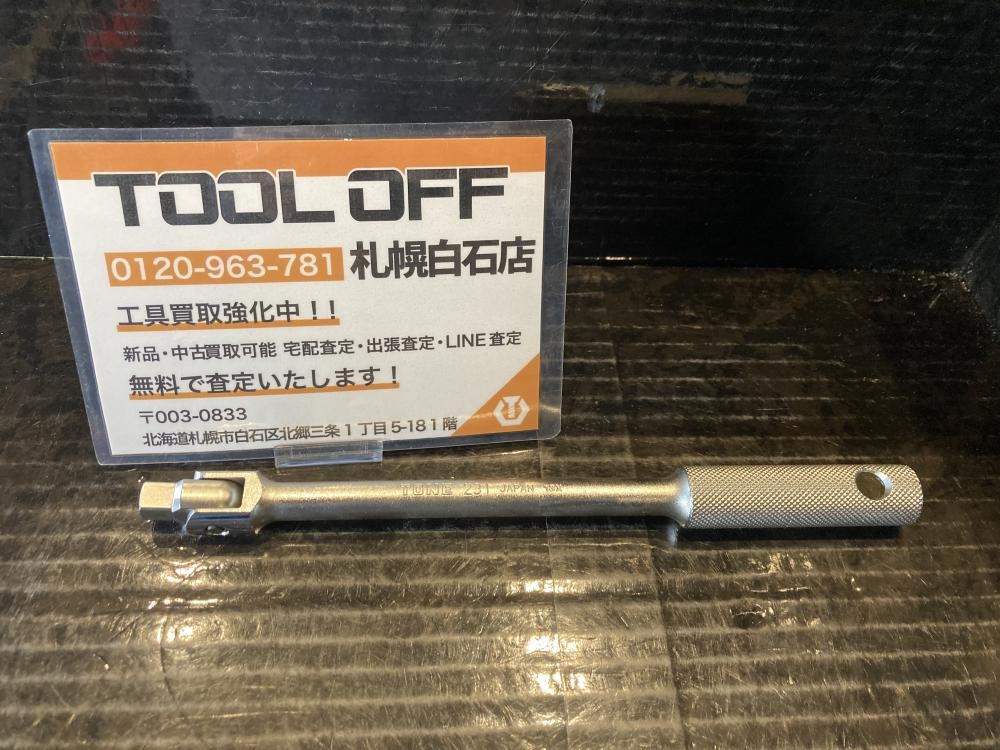 TOOL OFF
0120-963-781 札幌白石店
工具買取強化中！！
新品・中古買取可能 宅配査定・出張査定・LINE査定
無料で査定いたします！
〒003-0833
北海道札幌市白石区北郷三条1丁目5-18 1階
TONE 231 JAPAN